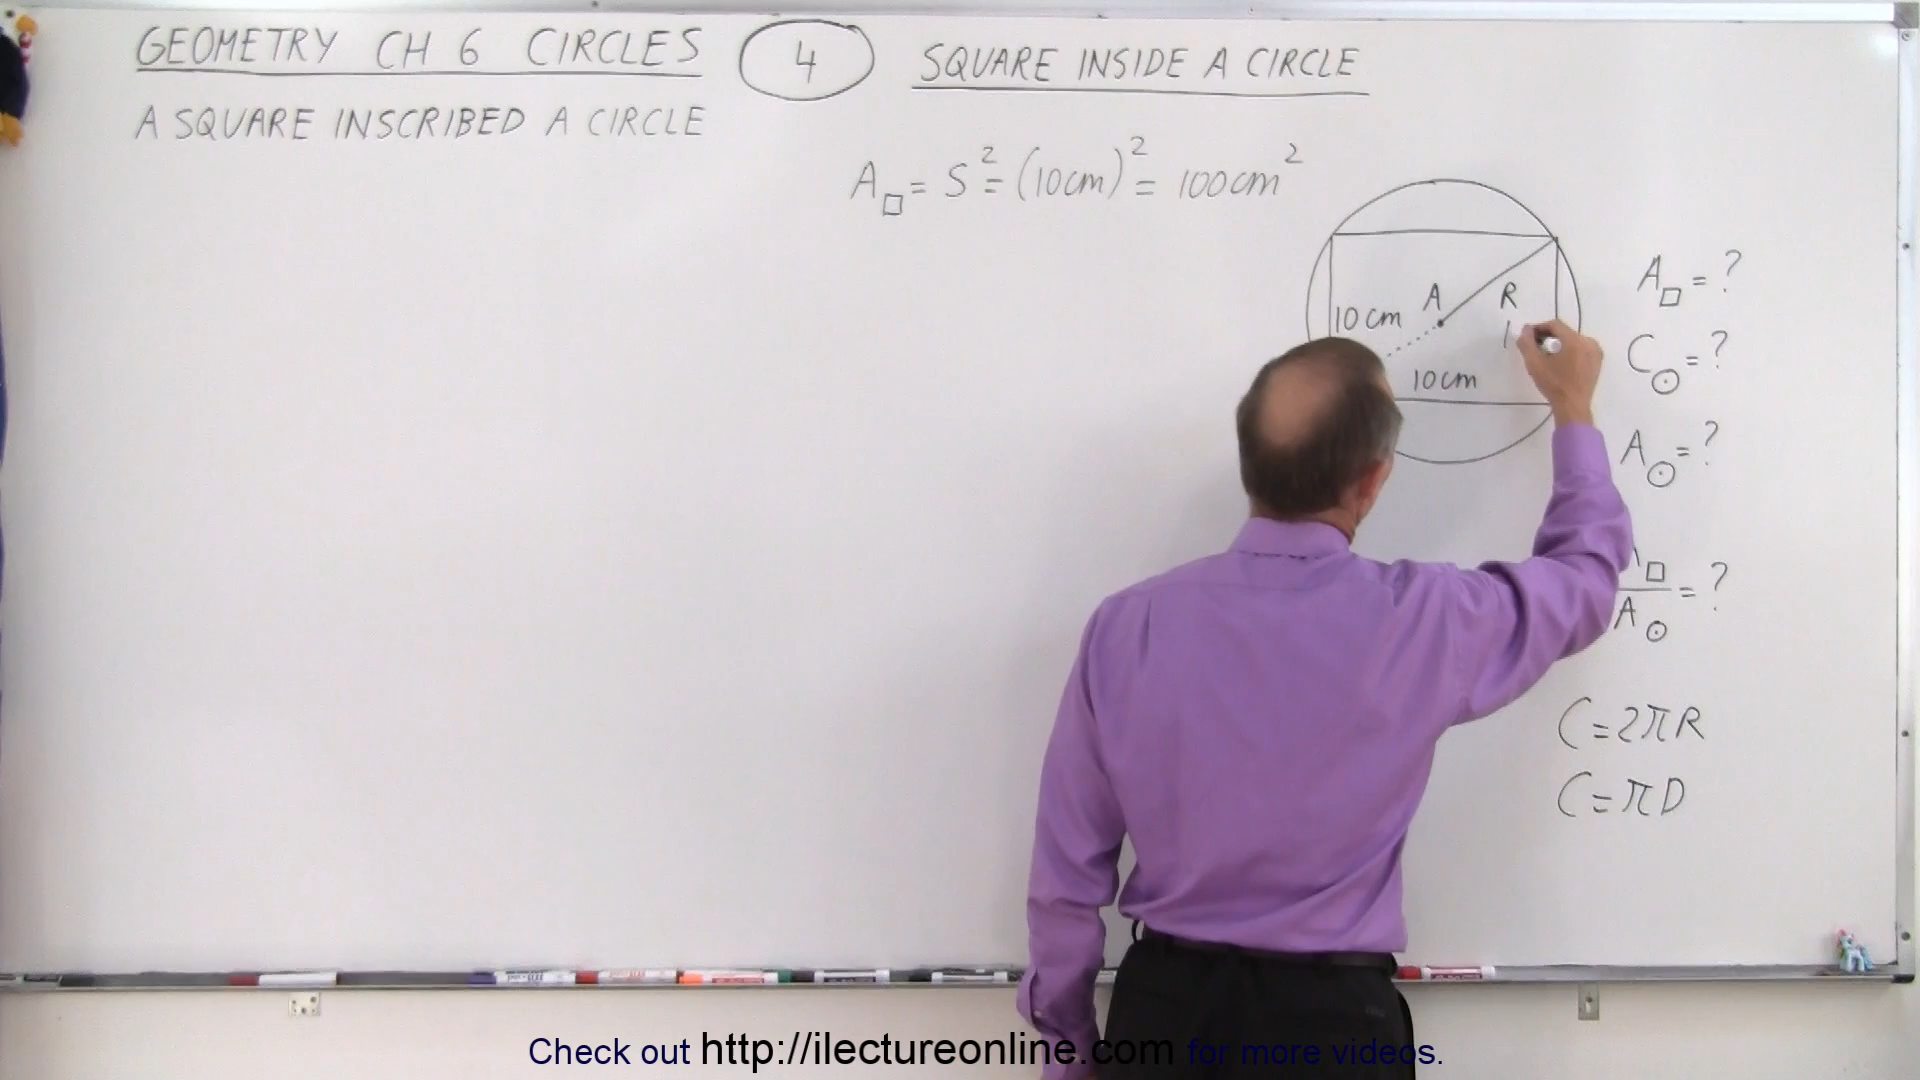 GEOMETRY CH 6 CIRCLES
4
SQUARE INSIDE A CIRCLE
A SQUARE INSCRIBED A CIRCLE
A□ = S² = (10cm)² = 100cm²
A R
10 cm
10 cm
A□ = ?
C⊙ = ?
A⊙ = ?
A□/A⊙ = ?
C = 2πR
C = πD
Check out http://ilectureonline.com for more videos.